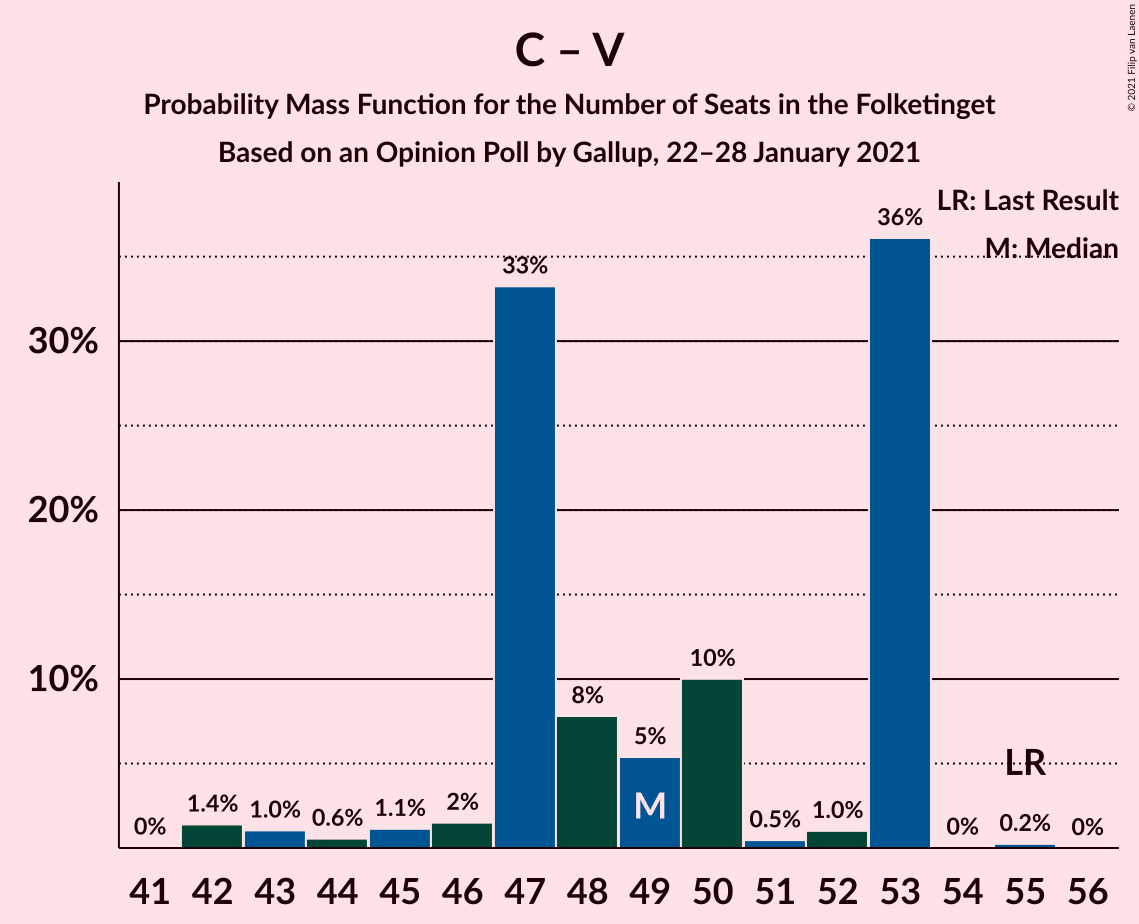 C – V
Probability Mass Function for the Number of Seats in the Folketinget
Based on an Opinion Poll by Gallup, 22–28 January 2021
© 2021 Filip van Laenen
LR: Last Result
M: Median
30%
20%
10%
0%
1.4%
1.0%
0.6%
1.1%
2%
33%
8%
5%
10%
0.5%
1.0%
36%
0%
0.2%
0%
M
LR
41 42 43 44 45 46 47 48 49 50 51 52 53 54 55 56